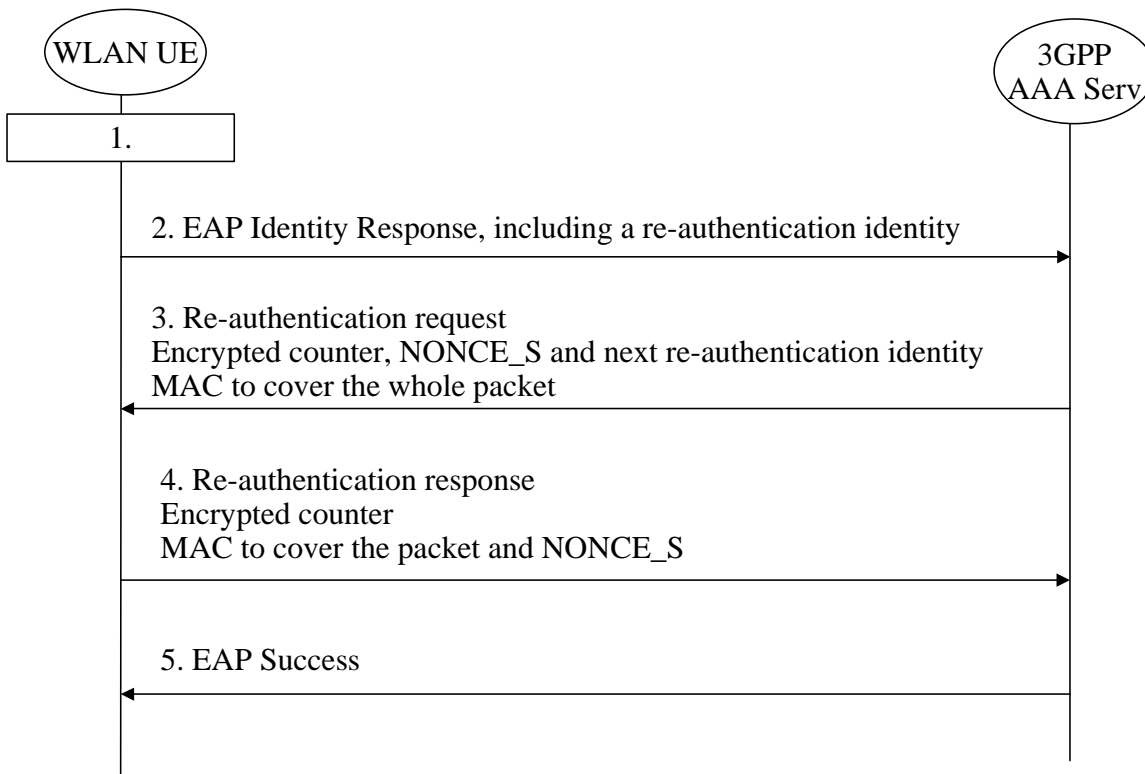 WLAN UE
3GPP
AAA Serv
1.
2. EAP Identity Response, including a re-authentication identity
3. Re-authentication request
Encrypted counter, NONCE_S and next re-authentication identity
MAC to cover the whole packet
4. Re-authentication response
Encrypted counter
MAC to cover the packet and NONCE_S
5. EAP Success